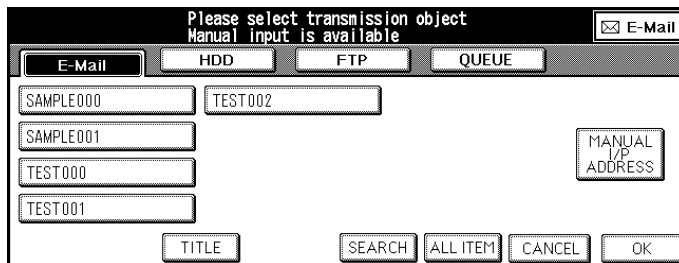 Please select transmission object
Manual input is available
E-Mail
E-Mail
HDD
FTP
QUEUE
SAMPLE000
TEST002
SAMPLE001
TEST000
TEST001
MANUAL
I/P
ADDRESS
TITLE
SEARCH
ALL ITEM
CANCEL
OK